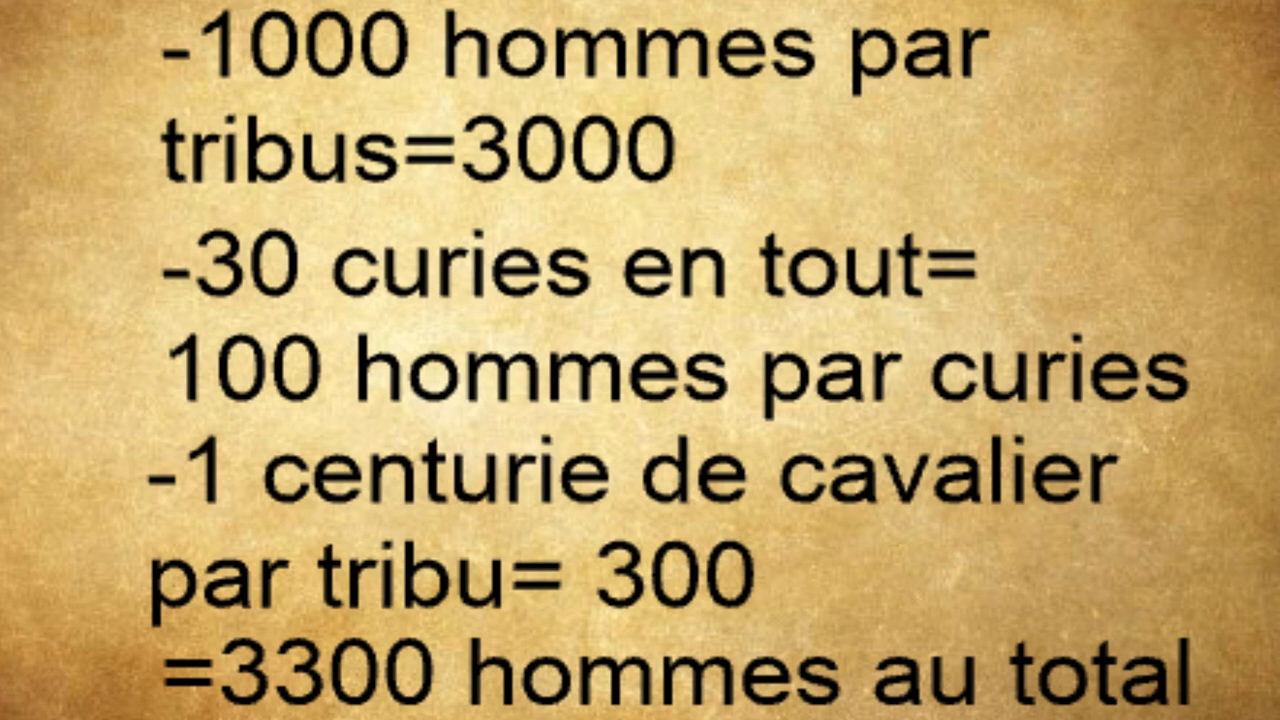 -1000 hommes par
tribus=3000
-30 curies en tout=
100 hommes par curies
-1 centurie de cavalier
par tribu= 300
=3300 hommes au total